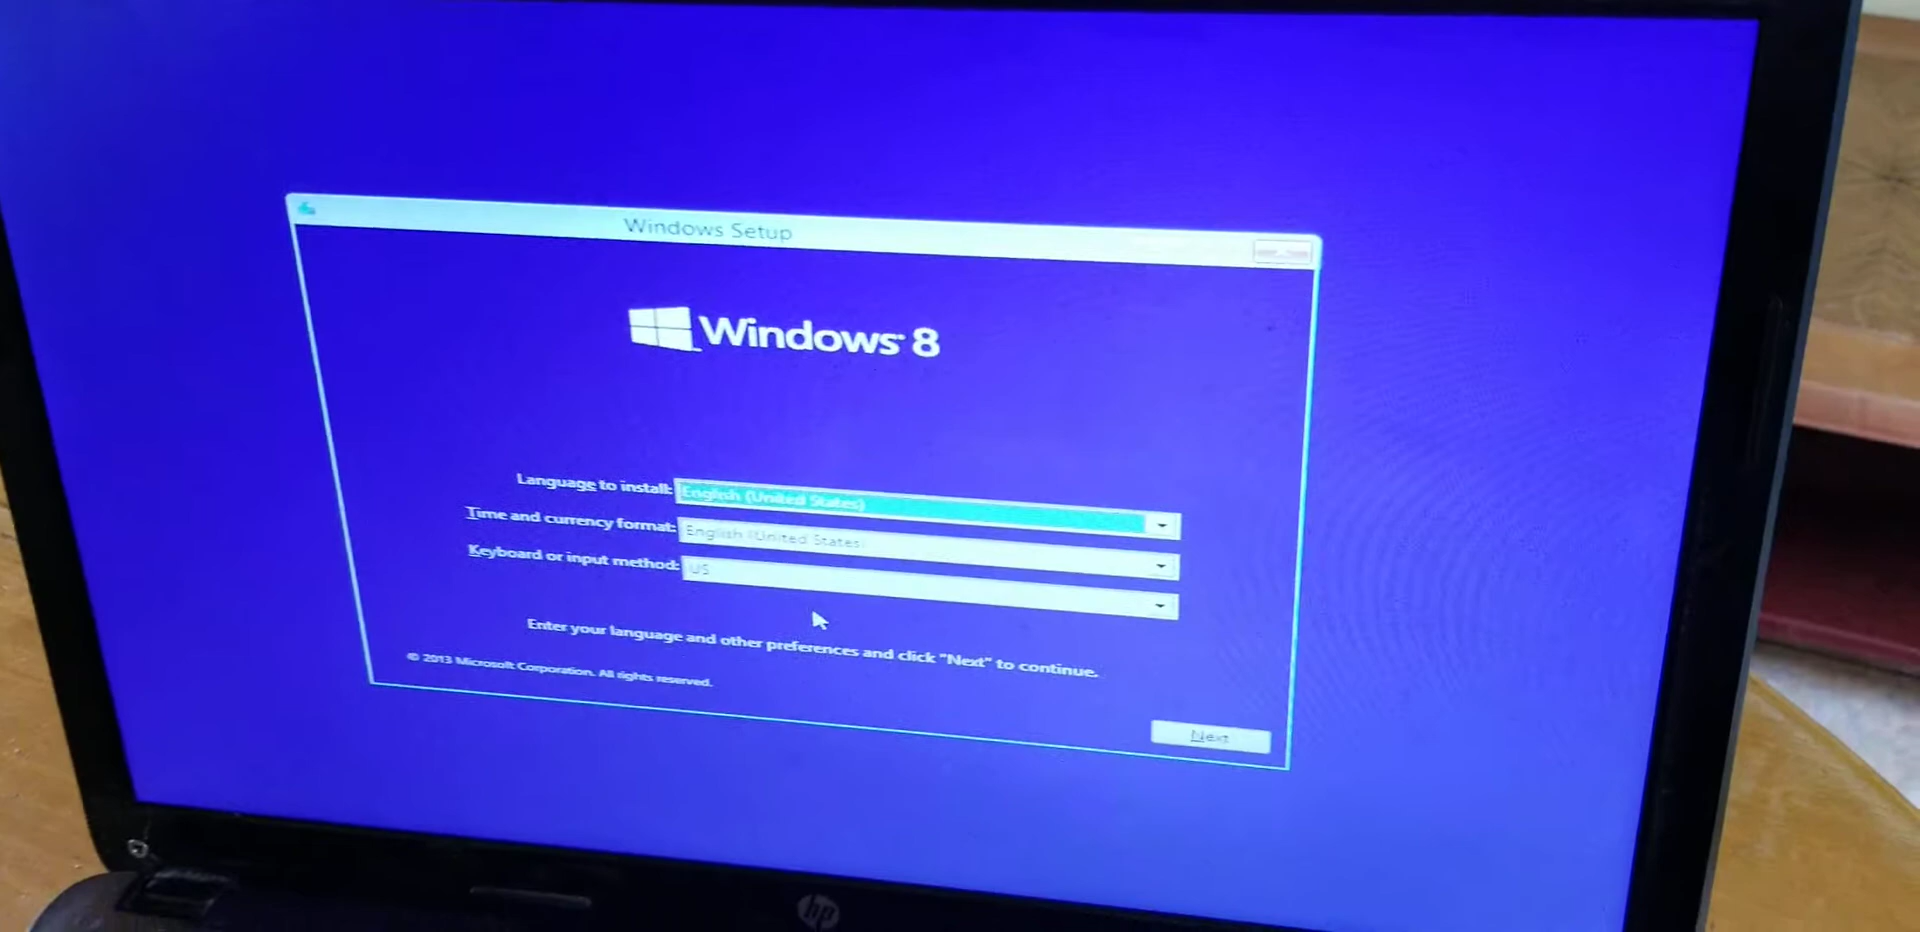 Windows Setup
Windows 8
Language to install: English (United States)
Time and currency format: English (United States)
Keyboard or input method: US
Enter your language and other preferences and click "Next" to continue.
© 2013 Microsoft Corporation. All rights reserved.
Next
hp